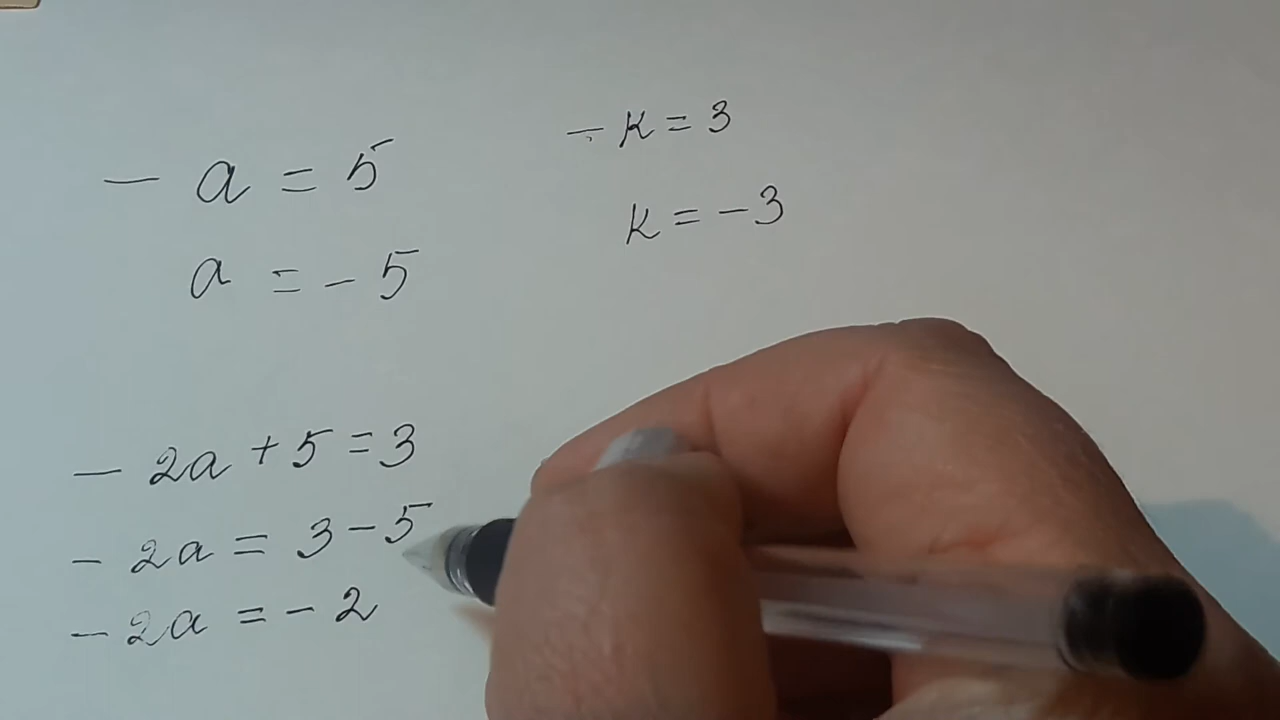 - a = 5
a = - 5
- k = 3
k = - 3
- 2a + 5 = 3
- 2a = 3 - 5
- 2a = - 2